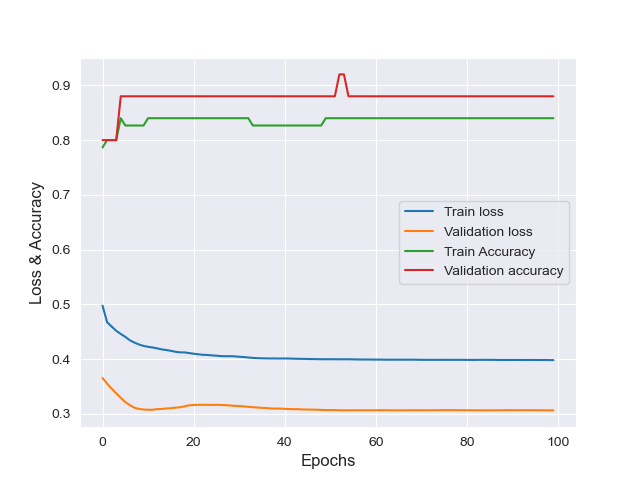 0.9
0.8
0.7
0.6
0.5
0.4
0.3
Loss & Accuracy
Train loss
Validation loss
Train Accuracy
Validation accuracy
0 20 40 60 80 100
Epochs